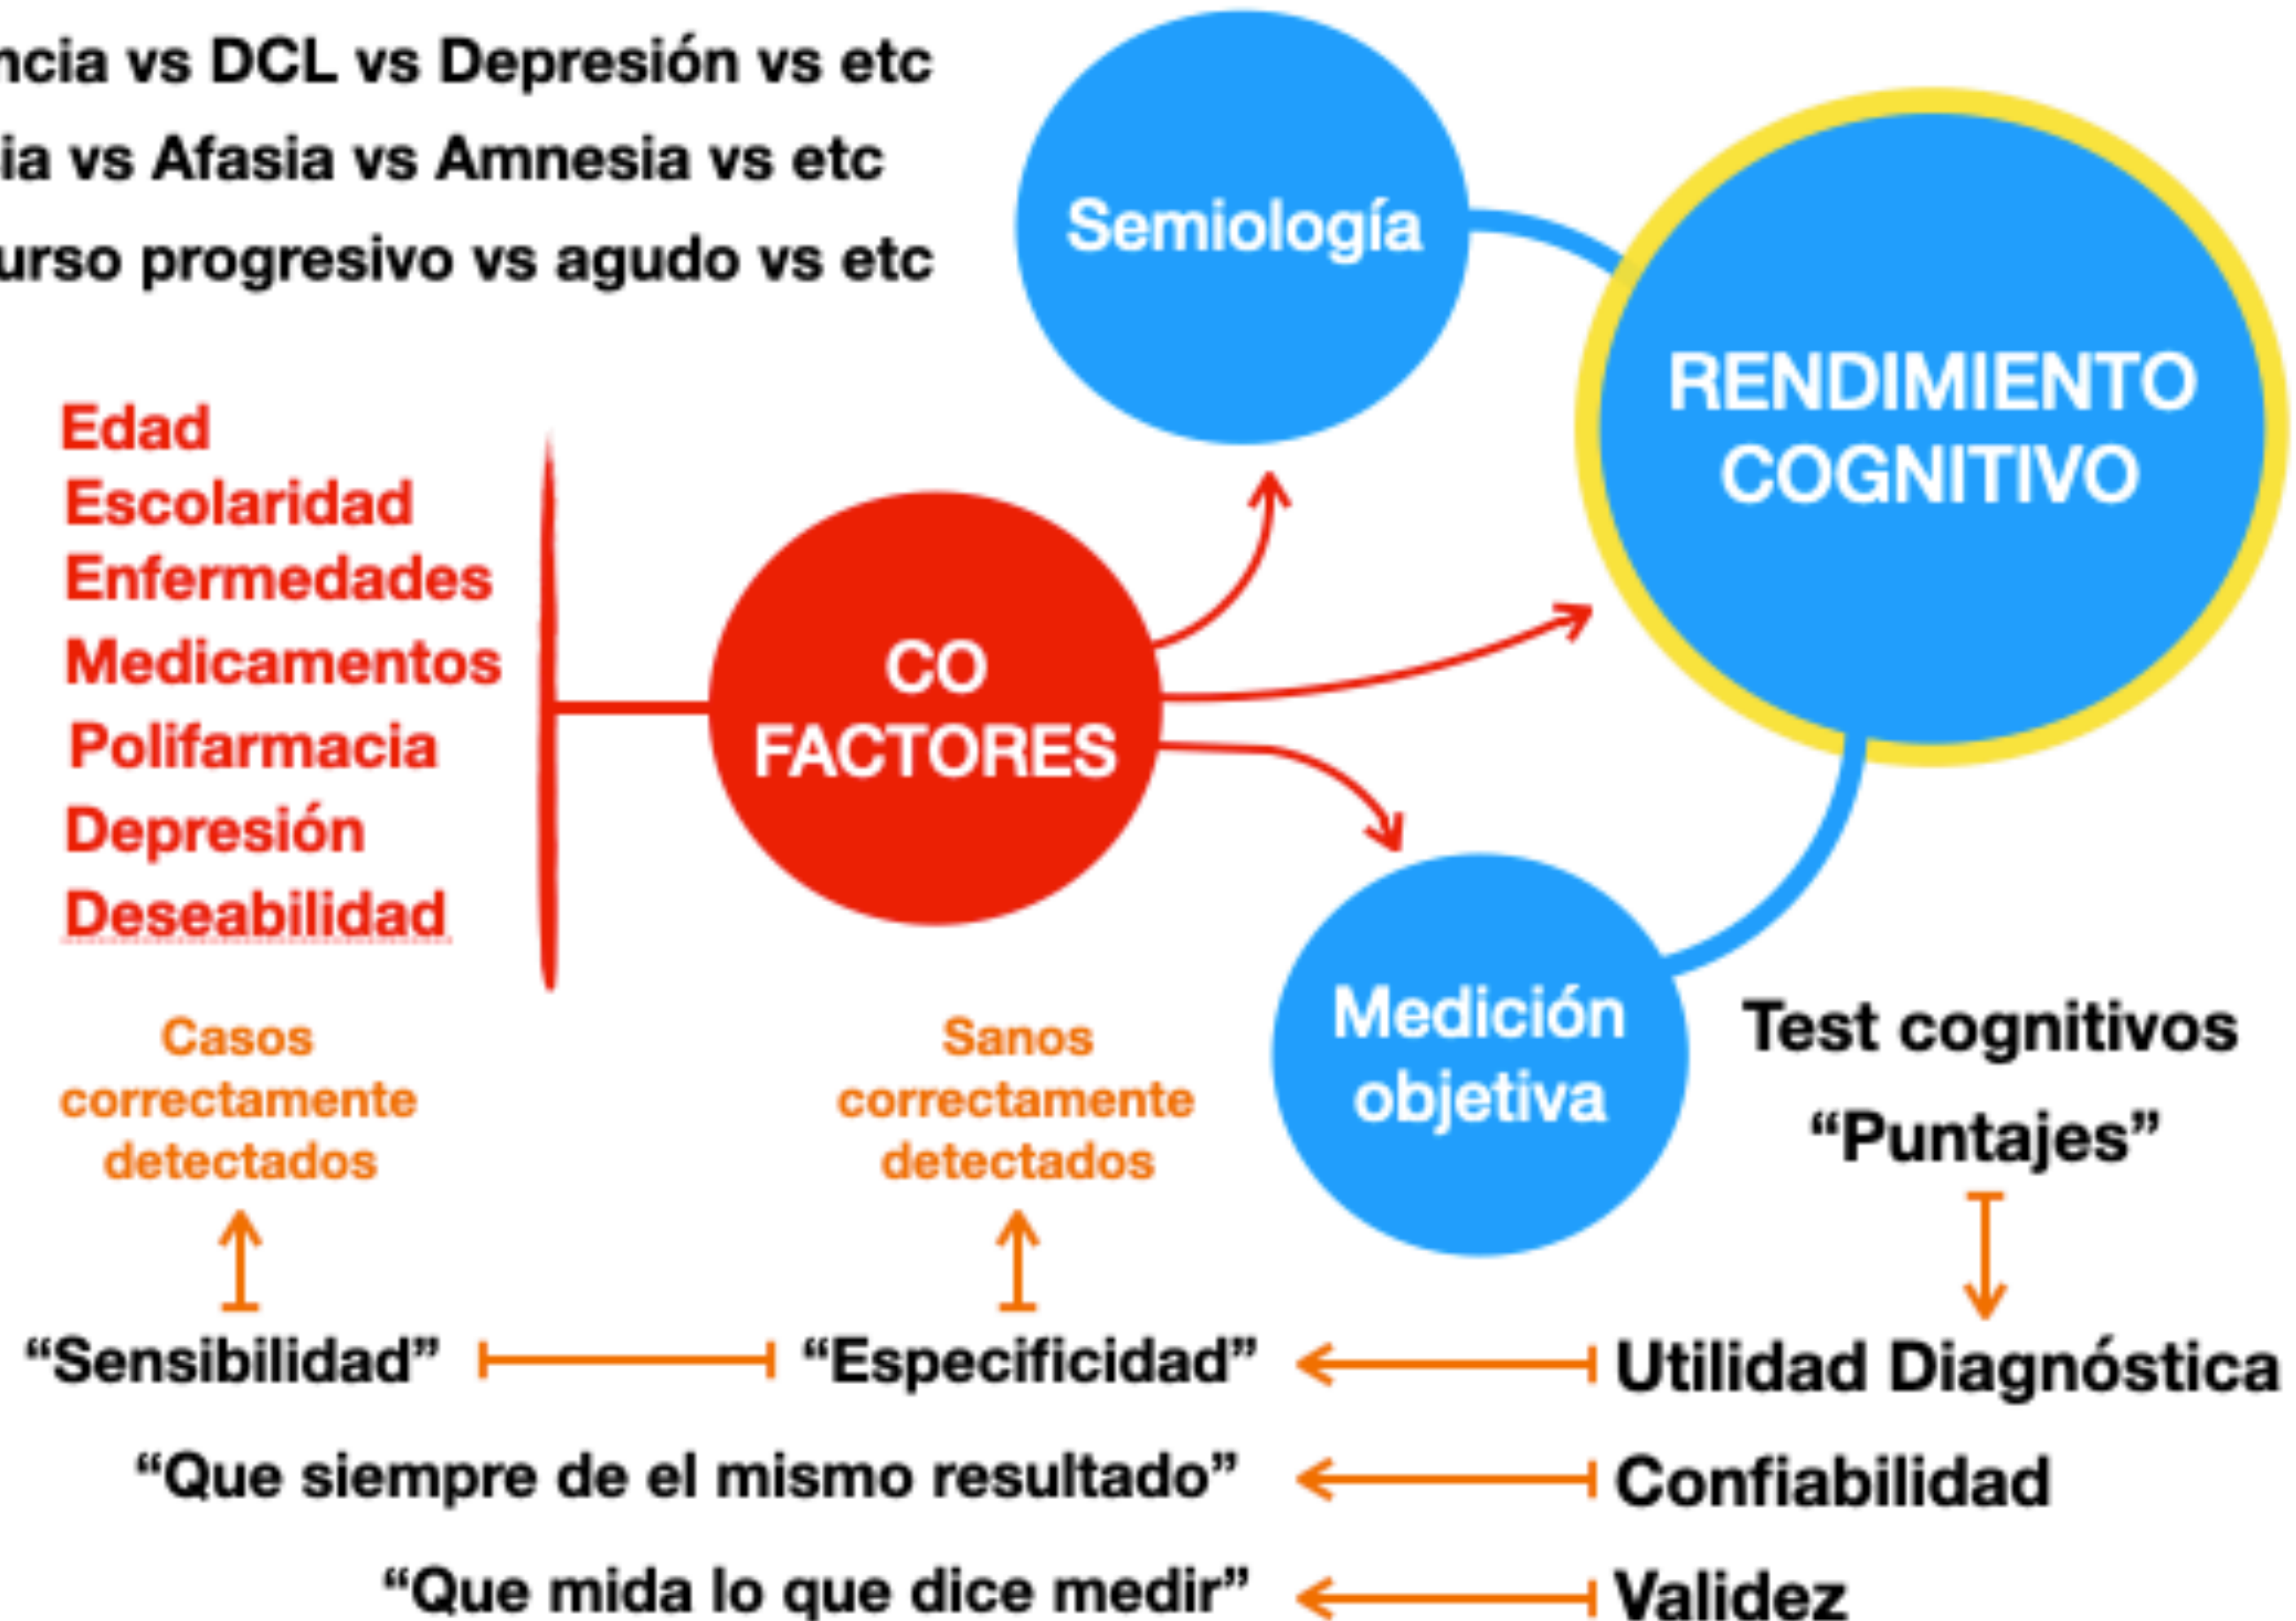 vs DCL vs Depresión vs etc
vs Afasia vs Amnesia vs etc
progresivo vs agudo vs etc
Semiología
RENDIMIENTO
COGNITIVO
Edad
Escolaridad
Enfermedades
Medicamentos
Polifarmacia
Depresión
Deseabilidad
CO
FACTORES
Medición
objetiva
Test cognitivos
“Puntajes”
Casos
correctamente
detectados
Sanos
correctamente
detectados
“Sensibilidad”
“Especificidad”
Utilidad Diagnóstica
“Que siempre de el mismo resultado”
Confiabilidad
“Que mida lo que dice medir”
Validez